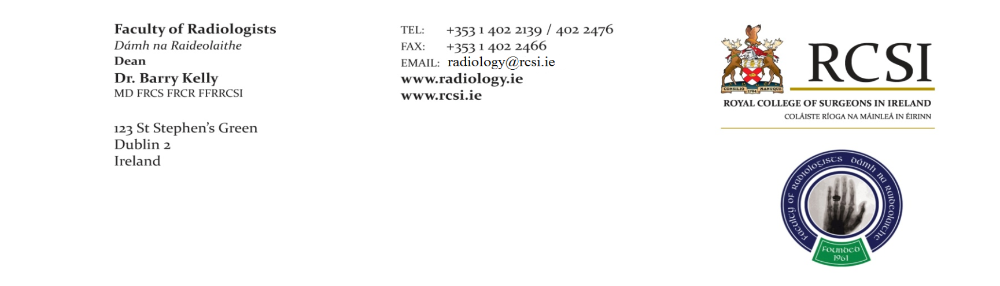 Faculty of Radiologists
Dámh na Raideolaithe
Dean
Dr. Barry Kelly
MD FRCS FRCR FFRRCSI
123 St Stephen’s Green
Dublin 2
Ireland
TEL: +353 1 402 2139 / 402 2476
FAX: +353 1 402 2466
EMAIL: radiology@rcsi.ie
www.radiology.ie
www.rcsi.ie
CONSILIO 1784 MANUQUE
RCSI
ROYAL COLLEGE OF SURGEONS IN IRELAND
COLÁISTE RÍOGA NA MÁINLEÁ IN ÉIRINN
Faculty of Radiologists Dámh na Raideolaithe
Founded
1961